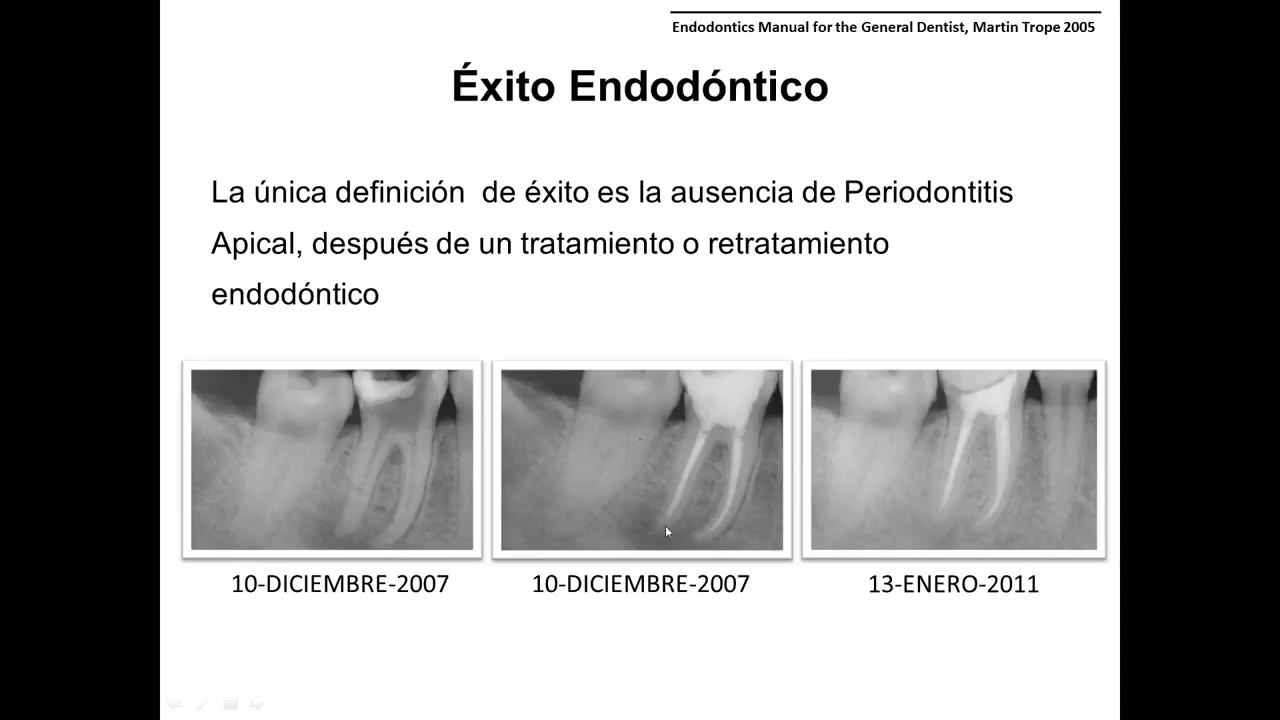 Endodontics Manual for the General Dentist, Martin Trope 2005
Éxito Endodóntico
La única definición de éxito es la ausencia de Periodontitis
Apical, después de un tratamiento o retratamiento
endodóntico
10-DICIEMBRE-2007
10-DICIEMBRE-2007
13-ENERO-2011